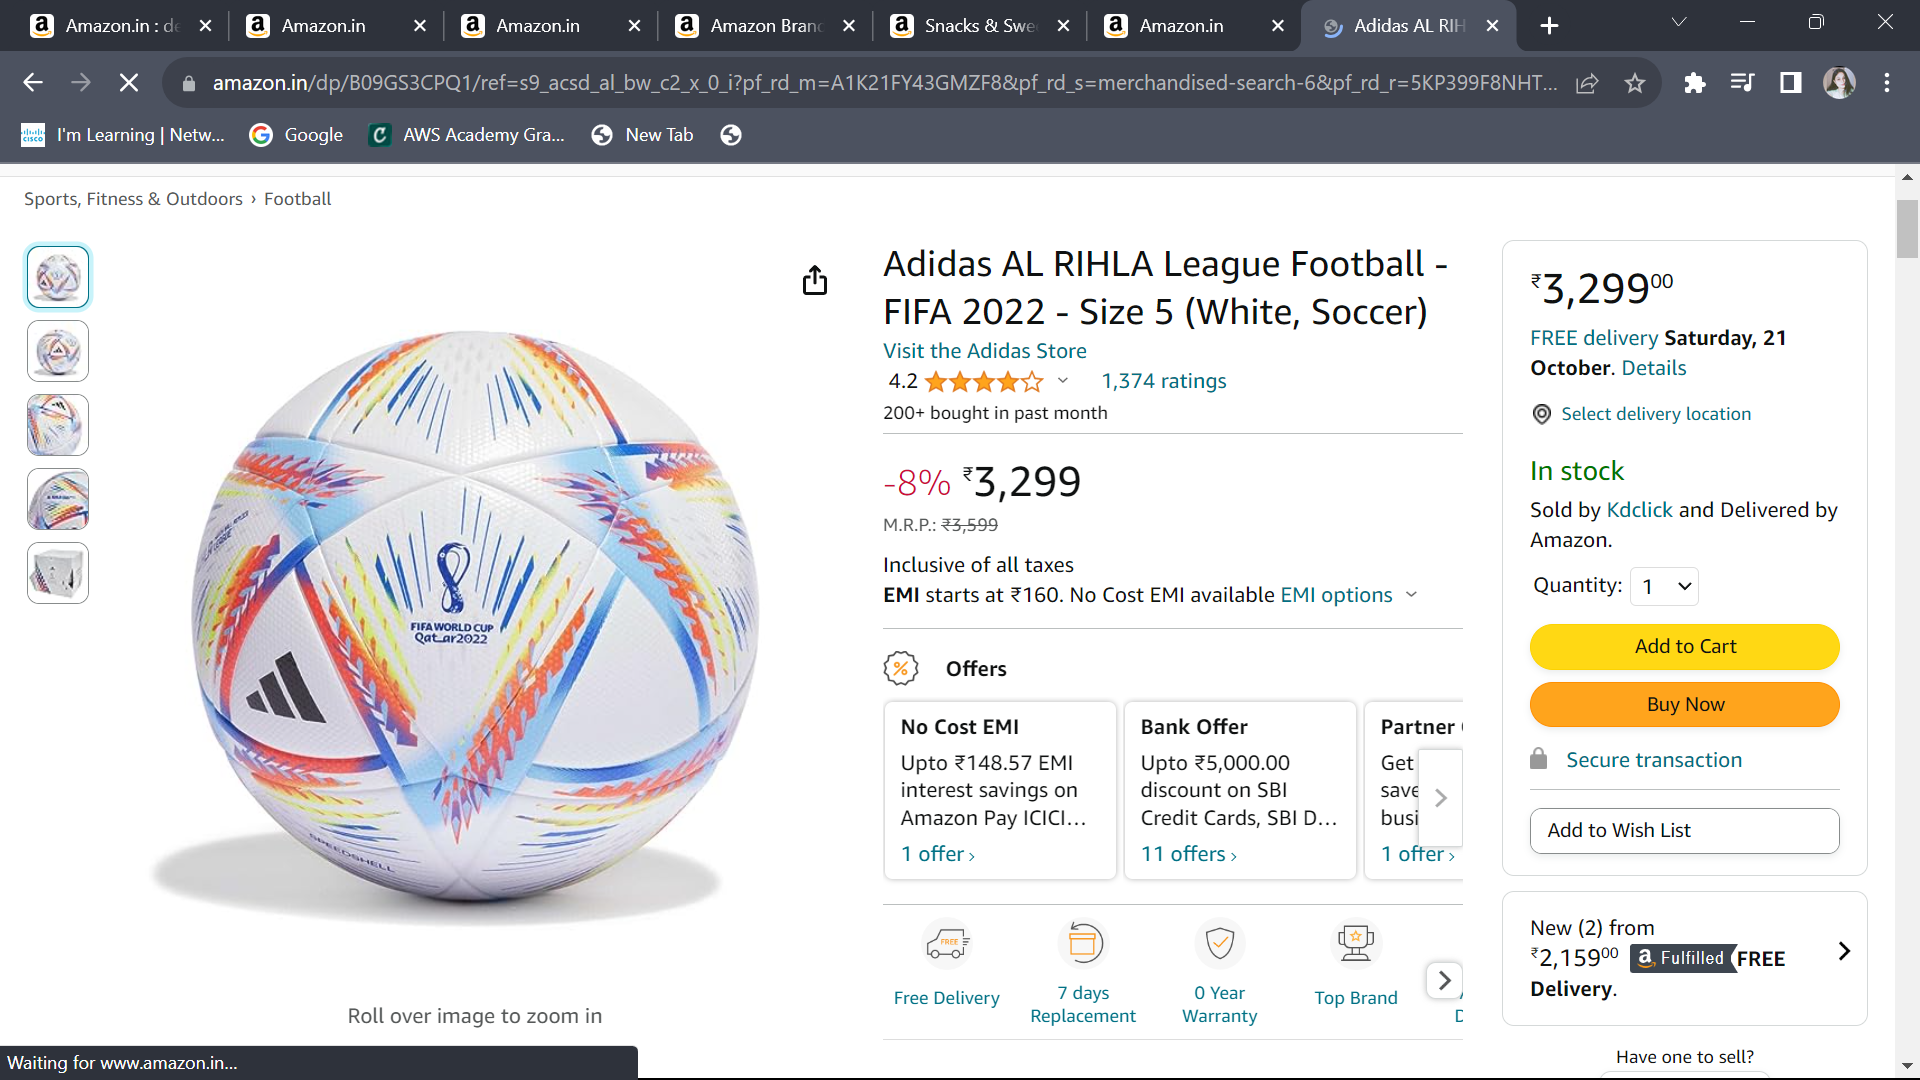 Amazon.in : de
Amazon.in
Amazon.in
Amazon Branc
Snacks & Swe
Amazon.in
Adidas AL RIH
amazon.in/dp/B09GS3CPQ1/ref=s9_acsd_al_bw_c2_x_0_i?pf_rd_m=A1K21FY43GMZF8&pf_rd_s=merchandised-search-6&pf_rd_r=5KP399F8NHT...
I'm Learning | Netw...
Google
AWS Academy Gra...
New Tab
Sports, Fitness & Outdoors › Football
FIFA WORLD CUP
Qatar2022
SPEEDSHELL
Roll over image to zoom in
Adidas AL RIHLA League Football -
FIFA 2022 - Size 5 (White, Soccer)
Visit the Adidas Store
4.2 1,374 ratings
200+ bought in past month
-8% ₹3,299
M.R.P.: ₹3,599
Inclusive of all taxes
EMI starts at ₹160. No Cost EMI available EMI options
Offers
No Cost EMI
Upto ₹148.57 EMI
interest savings on
Amazon Pay ICICI...
1 offer ›
Bank Offer
Upto ₹5,000.00
discount on SBI
Credit Cards, SBI D...
11 offers ›
Partner
Get
save
busi
1 offer ›
Free Delivery
7 days
Replacement
0 Year
Warranty
Top Brand
D
₹3,29900
FREE delivery Saturday, 21
October. Details
Select delivery location
In stock
Sold by Kdclick and Delivered by
Amazon.
Quantity: 1
Add to Cart
Buy Now
Secure transaction
Add to Wish List
New (2) from
₹2,15900 a Fulfilled FREE
Delivery.
Have one to sell?
Waiting for www.amazon.in...